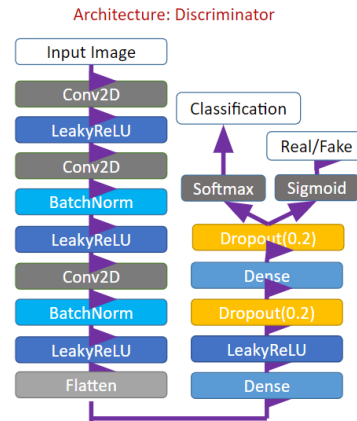 Architecture: Discriminator
Input Image
Conv2D
LeakyReLU
Conv2D
BatchNorm
LeakyReLU
Conv2D
BatchNorm
LeakyReLU
Flatten
Classification
Real/Fake
Softmax
Sigmoid
Dropout(0.2)
Dense
Dropout(0.2)
LeakyReLU
Dense